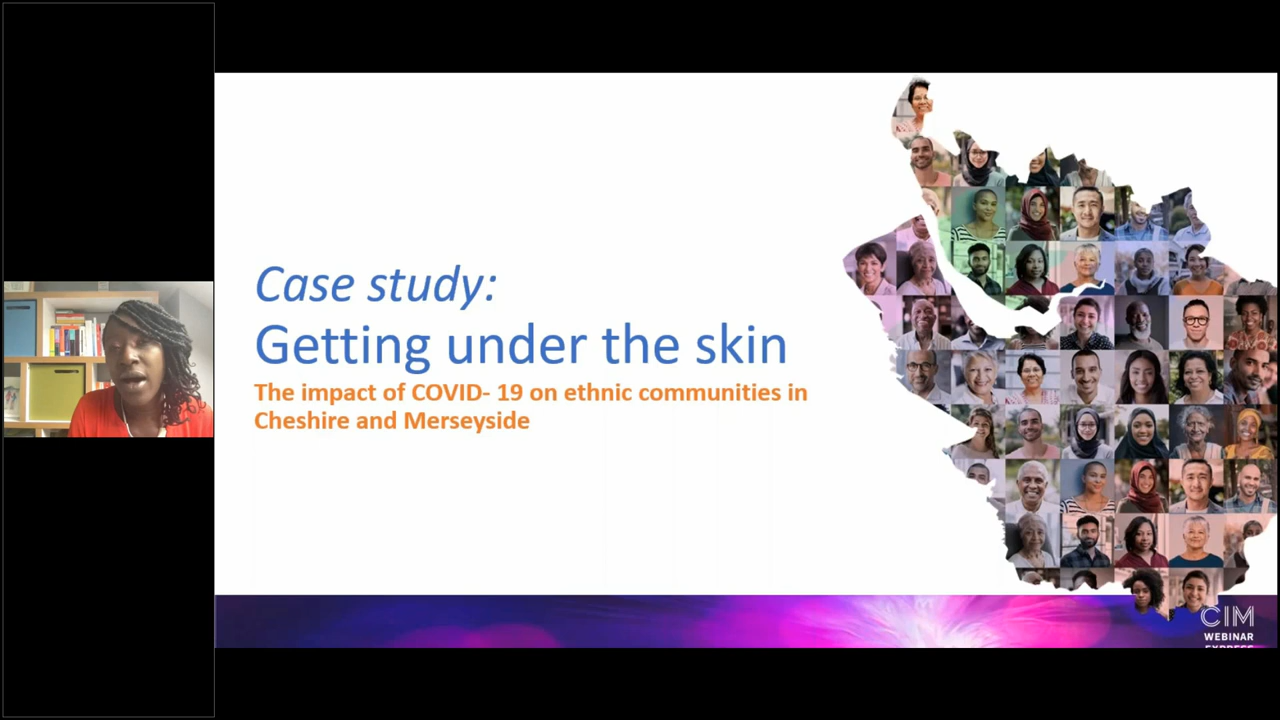 Case study:
Getting under the skin
The impact of COVID- 19 on ethnic communities in
Cheshire and Merseyside
CIM
WEBINAR
EXPRESS